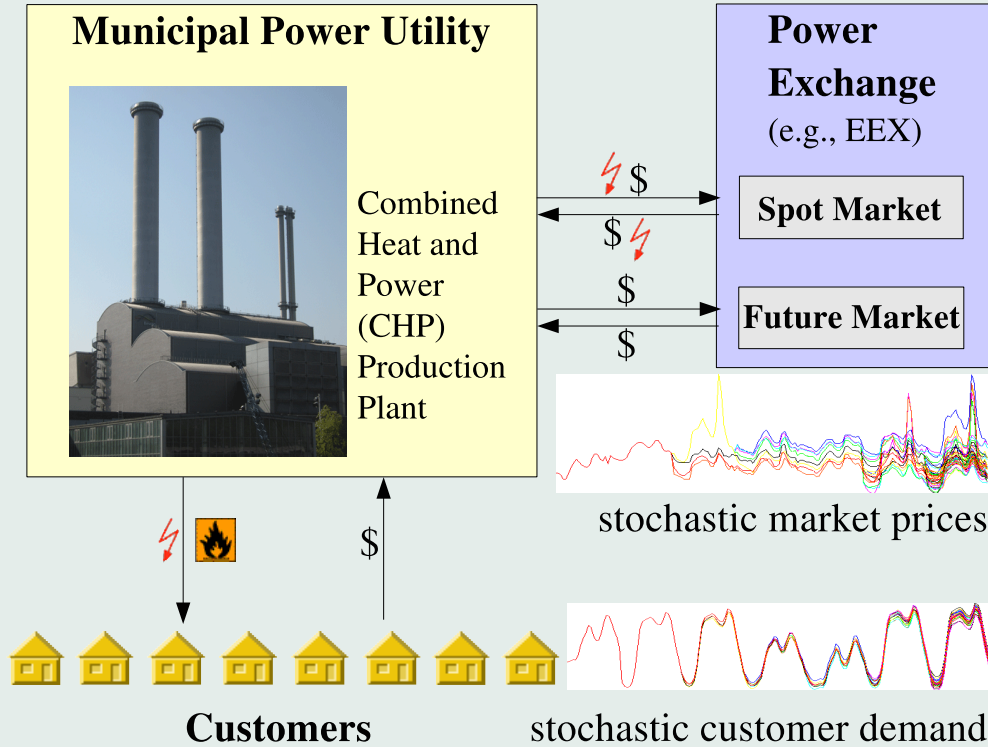 Municipal Power Utility
Combined
Heat and
Power
(CHP)
Production
Plant
Power
Exchange
(e.g., EEX)
$
Spot Market
$
$
Future Market
$
stochastic market prices
$
Customers
stochastic customer demand